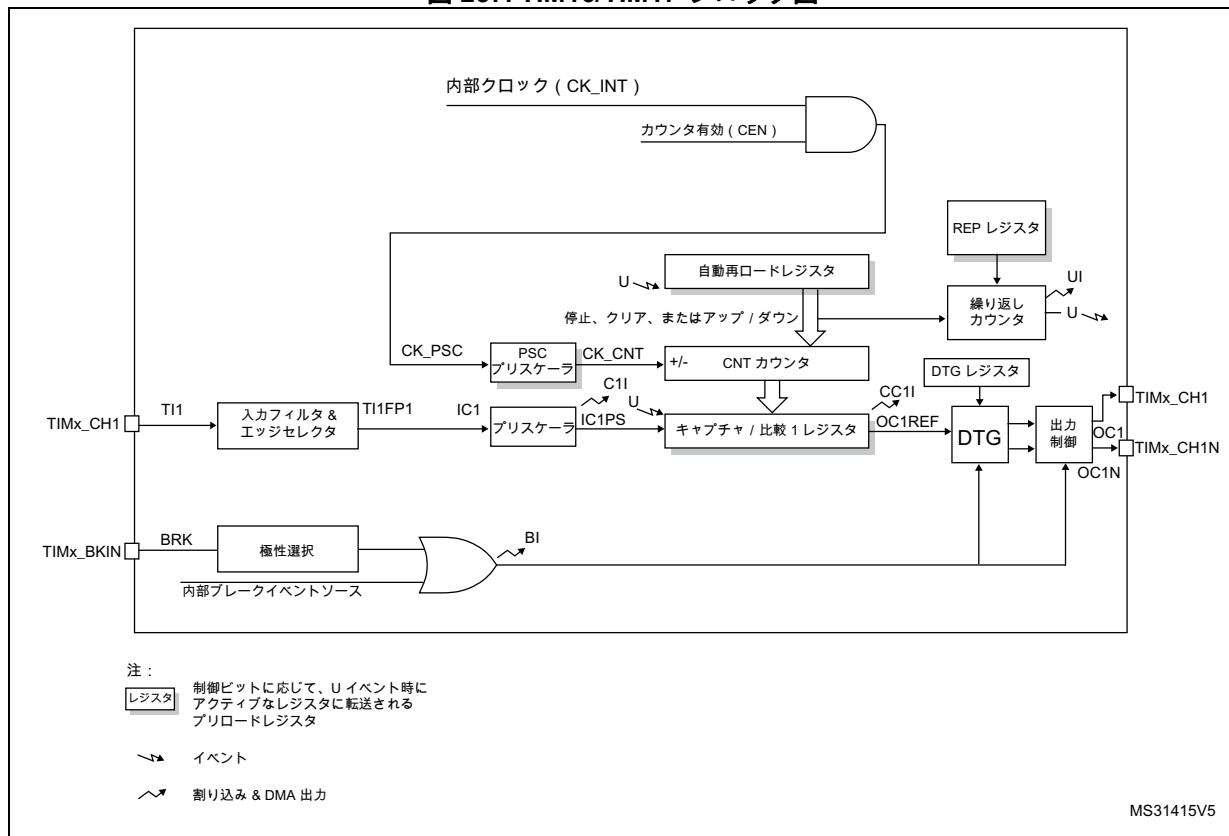 内部クロック ( CK_INT )
カウンタ有効 ( CEN )
REP レジスタ
自動再ロードレジスタ
U
UI
繰り返し
カウンタ
U
停止、クリア、またはアップ / ダウン
CK_PSC
PSC
プリスケーラ
CK_CNT
+/-
CNT カウンタ
DTG レジスタ
C1I
U
CC1I
TIMx_CH1
TI1
入力フィルタ &
エッジセレクタ
TI1FP1
IC1
プリスケーラ
IC1PS
キャプチャ / 比較 1 レジスタ
OC1REF
DTG
出力
制御
OC1
TIMx_CH1
TIMx_CH1N
OC1N
TIMx_BKIN
BRK
極性選択
BI
内部ブレークイベントソース
注 :
レジスタ
制御ビットに応じて、U イベント時に
アクティブなレジスタに転送される
プリロードレジスタ
イベント
割り込み & DMA 出力
MS31415V5